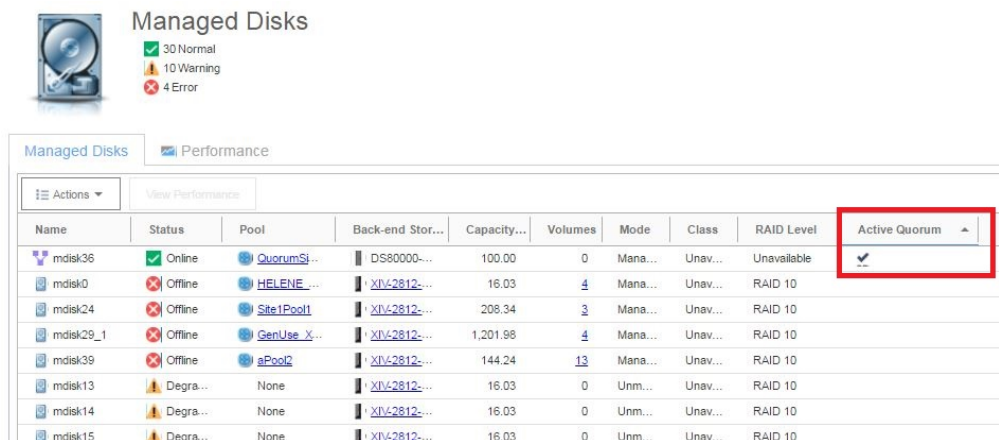 Managed Disks
30 Normal
10 Warning
4 Error
Managed Disks Performance
Actions View Performance
Name Status Pool Back-end Stor... Capacity... Volumes Mode Class RAID Level Active Quorum
mdisk36 Online QuorumSi... DS80000-... 100.00 0 Mana... Unav... Unavailable
mdisk0 Offline HELENE_... XIV-2812-... 16.03 4 Mana... Unav... RAID 10
mdisk24 Offline Site1Pool1 XIV-2812-... 208.34 3 Mana... Unav... RAID 10
mdisk29_1 Offline GenUse_X... XIV-2812-... 1,201.98 4 Mana... Unav... RAID 10
mdisk39 Offline aPool2 XIV-2812-... 144.24 13 Mana... Unav... RAID 10
mdisk13 Degra... None XIV-2812-... 16.03 0 Unm... Unav... RAID 10
mdisk14 Degra... None XIV-2812-... 16.03 0 Unm... Unav... RAID 10
mdisk15 Degra... None XIV-2812-... 16.03 0 Unm... Unav... RAID 10